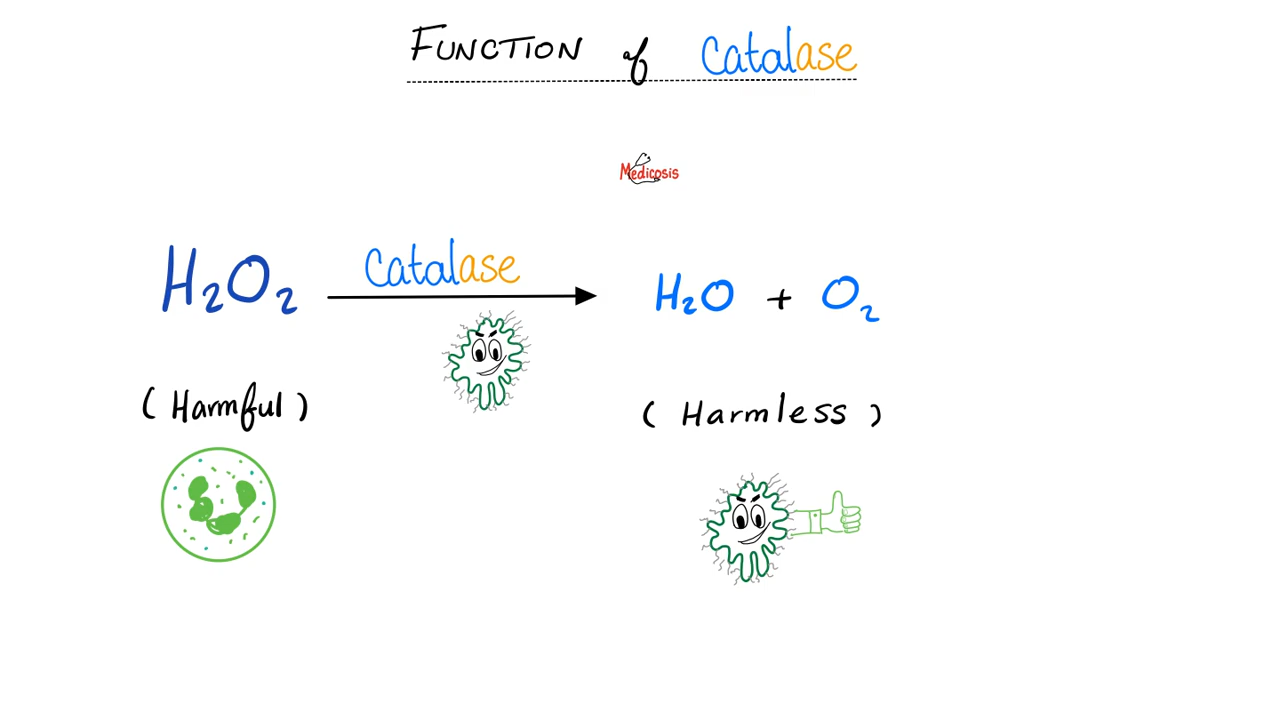 FUNCTION of Catalase
Medicosis
H₂O₂ Catalase H₂O + O₂
(Harmful) (Harmless)